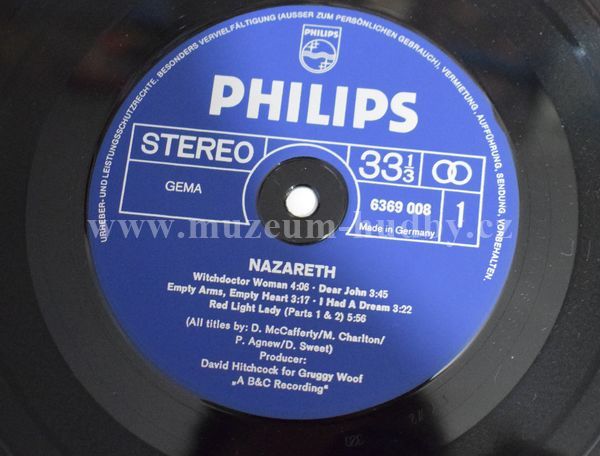 URHEBER- UND LEISTUNGSSCHUTZRECHTE. BESONDERS VERVIELFÄLTIGUNG (AUSSER ZUM PERSÖNLICHEN GEBRAUCH), VERMIETUNG, AUFFÜHRUNG, SENDUNG, VORBEHALTEN.
PHILIPS
PHILIPS
STEREO
33 1/3
GEMA
6369 008
1
Made in Germany
www.muzeum-hudby.cz
NAZARETH
Witchdoctor Woman 4:06 · Dear John 3:45
Empty Arms, Empty Heart 3:17 · I Had A Dream 3:22
Red Light Lady (Parts 1 & 2) 5:56
(All titles by: D. McCafferty/M. Charlton/
P. Agnew/D. Sweet)
Producer:
David Hitchcock for Gruggy Woof
„A B&C Recording“